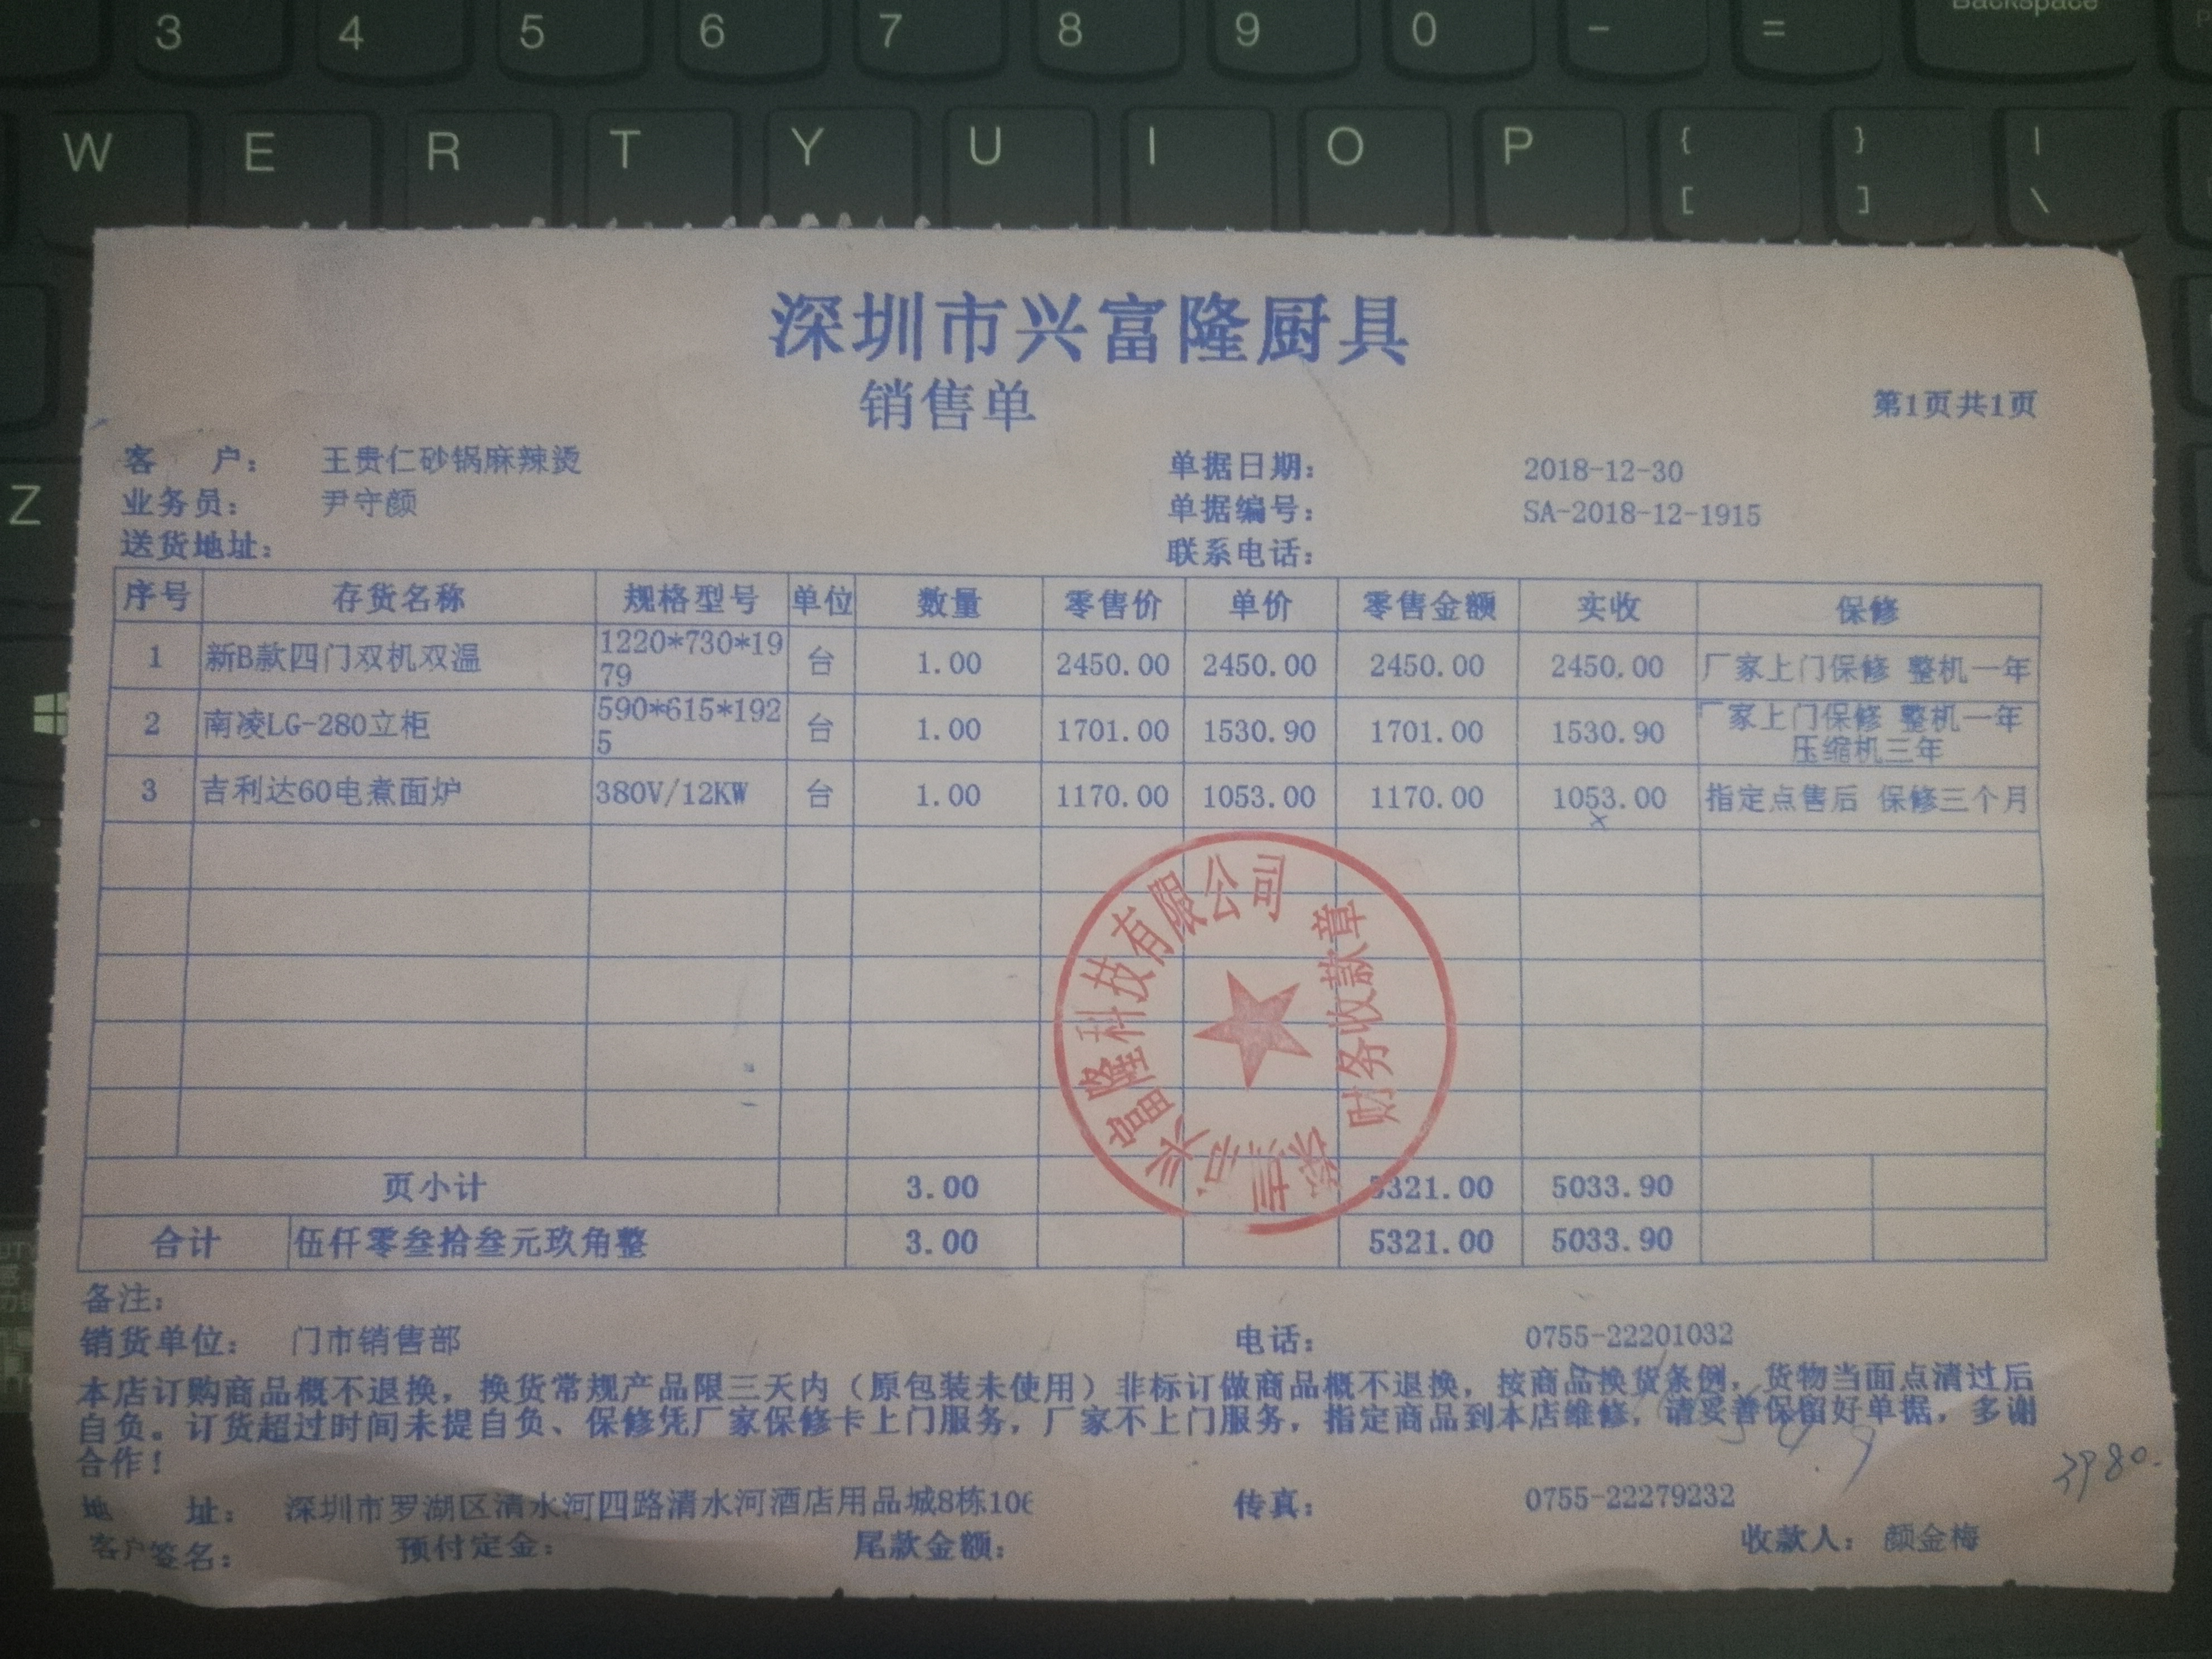 3 4 5 6 7 8 9 0 - = Backspace
W E R T Y U I O P { [ } ] | \
Z
深圳市兴富隆厨具
销售单
第1页共1页
客 户： 王贵仁砂锅麻辣烫 单据日期： 2018-12-30
业务员： 尹守颜 单据编号： SA-2018-12-1915
送货地址： 联系电话：
序号 存货名称 规格型号 单位 数量 零售价 单价 零售金额 实收 保修
1 新B款四门双机双温 1220*730*1979 台 1.00 2450.00 2450.00 2450.00 2450.00 厂家上门保修 整机一年
2 南凌LG-280立柜 590*615*1925 台 1.00 1701.00 1530.90 1701.00 1530.90 厂家上门保修 整机一年 压缩机三年
3 吉利达60电煮面炉 380V/12KW 台 1.00 1170.00 1053.00 1170.00 1053.00 指定点售后 保修三个月
深圳市兴富隆科技有限公司
财务收款章
页小计 3.00 5321.00 5033.90
合计 伍仟零叁拾叁元玖角整 3.00 5321.00 5033.90
备注：
销货单位： 门市销售部 电话： 0755-22201032
本店订购商品概不退换，换货常规产品限三天内（原包装未使用）非标订做商品概不退换，按商品换货条例，货物当面点清过后
自负。订货超过时间未提自负、保修凭厂家保修卡上门服务，厂家不上门服务，指定商品到本店维修，请妥善保留好单据，多谢
合作！
3980.
地 址： 深圳市罗湖区清水河四路清水河酒店用品城8栋106 传真： 0755-22279232
客户签名： 预付定金： 尾款金额： 收款人： 颜金梅